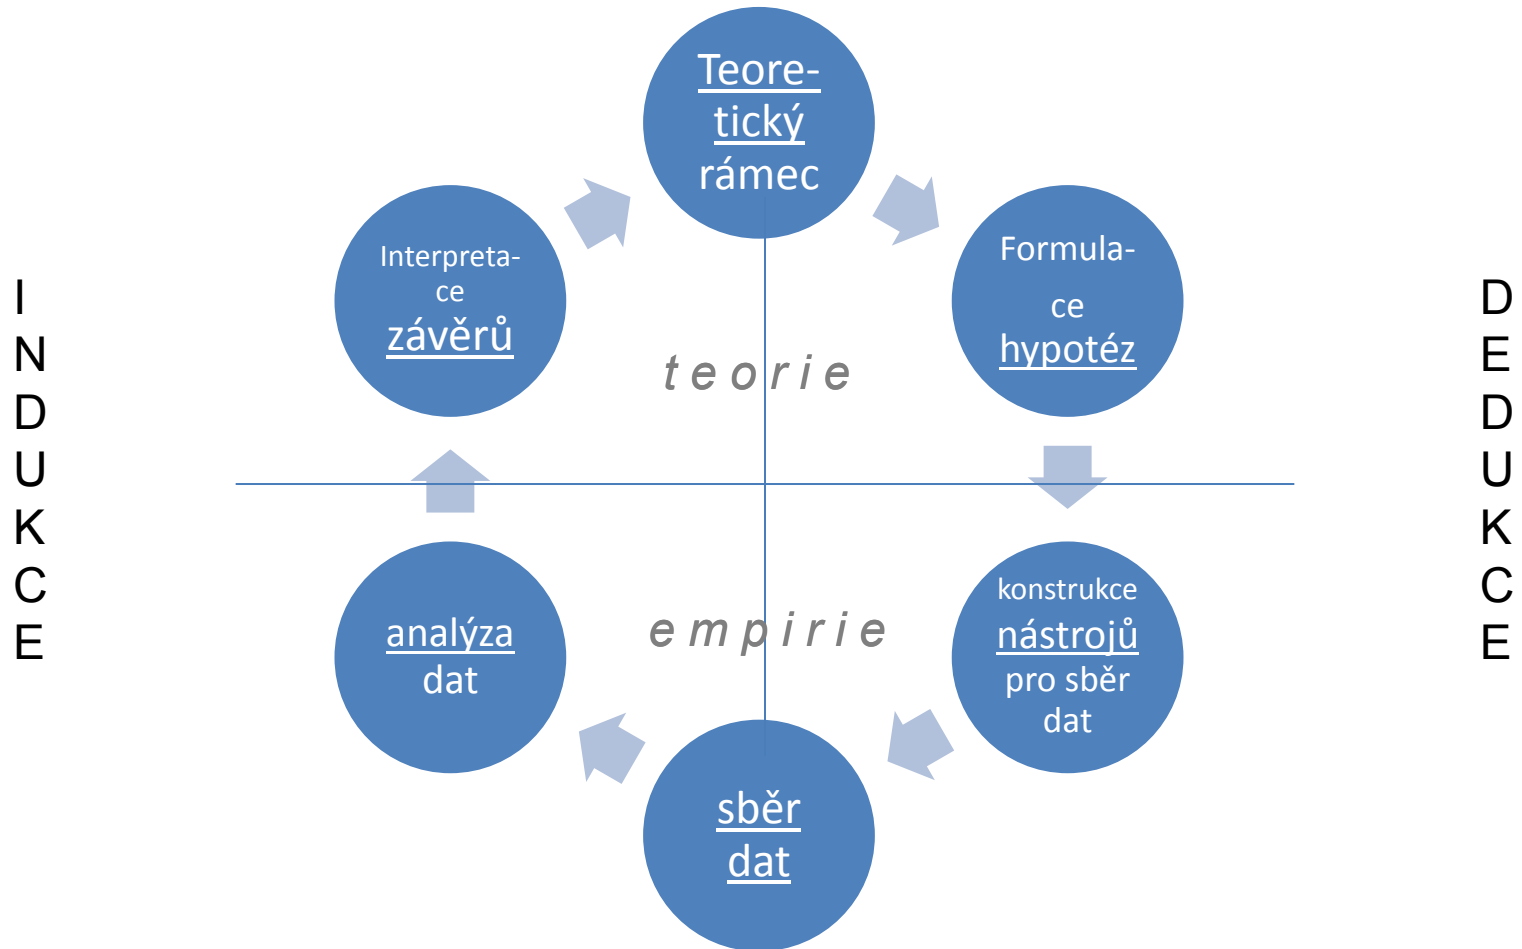 Teore-
tický
rámec
Formula-
ce
hypotéz
konstrukce
nástrojů
pro sběr
dat
sběr
dat
analýza
dat
Interpreta-
ce
závěrů
teorie
empirie
I
N
D
U
K
C
E
D
E
D
U
K
C
E